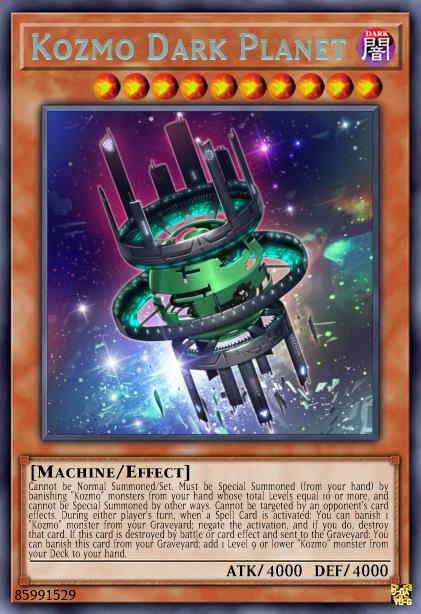 Kozmo Dark Planet
DARK
闇
[Machine/Effect]
Cannot be Normal Summoned/Set. Must be Special Summoned (from your hand) by
banishing "Kozmo" monsters from your hand whose total Levels equal 10 or more, and
cannot be Special Summoned by other ways. Cannot be targeted by an opponent's card
effects. During either player's turn, when a Spell Card is activated: You can banish 1
"Kozmo" monster from your Graveyard; negate the activation, and if you do, destroy
that card. If this card is destroyed by battle or card effect and sent to the Graveyard: You
can banish this card from your Graveyard; add 1 Level 9 or lower "Kozmo" monster from
your Deck to your hand.
ATK/4000 DEF/4000
85991529